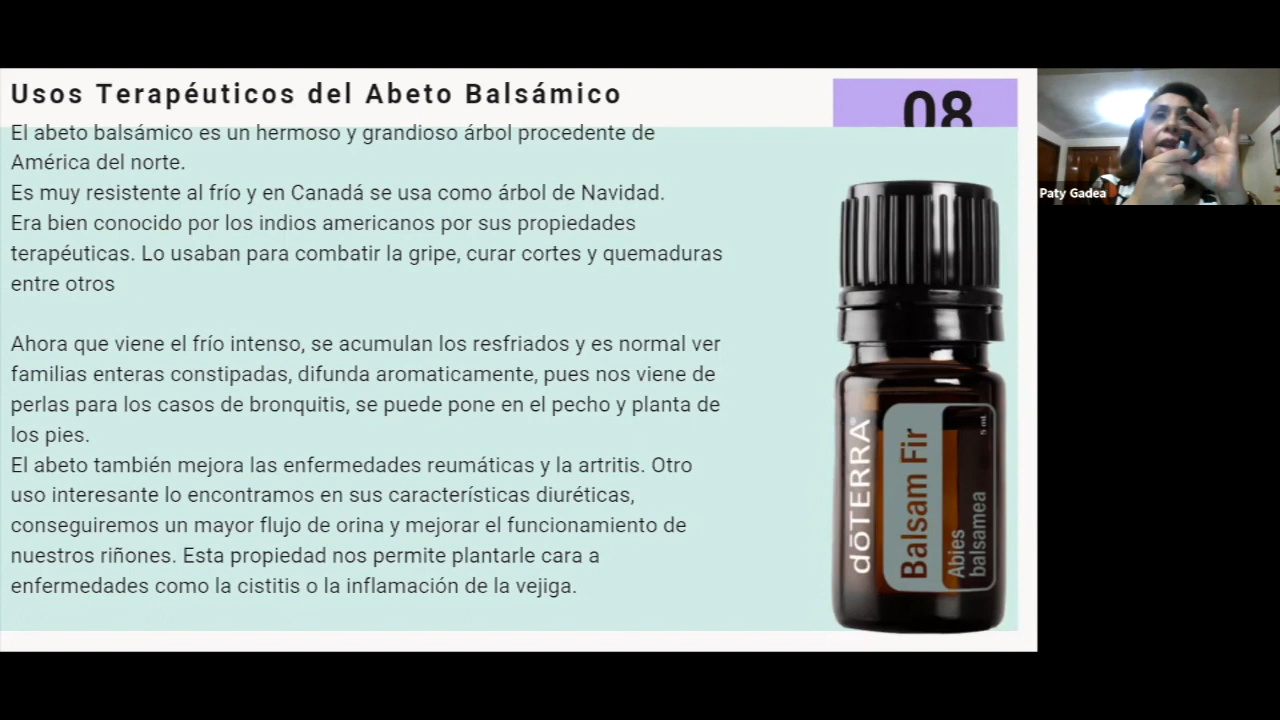 Usos Terapéuticos del Abeto Balsámico
08
El abeto balsámico es un hermoso y grandioso árbol procedente de
América del norte.
Es muy resistente al frío y en Canadá se usa como árbol de Navidad.
Era bien conocido por los indios americanos por sus propiedades
terapéuticas. Lo usaban para combatir la gripe, curar cortes y quemaduras
entre otros
Ahora que viene el frío intenso, se acumulan los resfriados y es normal ver
familias enteras constipadas, difunda aromaticamente, pues nos viene de
perlas para los casos de bronquitis, se puede pone en el pecho y planta de
los pies.
El abeto también mejora las enfermedades reumáticas y la artritis. Otro
uso interesante lo encontramos en sus características diuréticas,
conseguiremos un mayor flujo de orina y mejorar el funcionamiento de
nuestros riñones. Esta propiedad nos permite plantarle cara a
enfermedades como la cistitis o la inflamación de la vejiga.
dōTERRA®
Balsam Fir
Abies
balsamea
5 mL
Paty Gadea